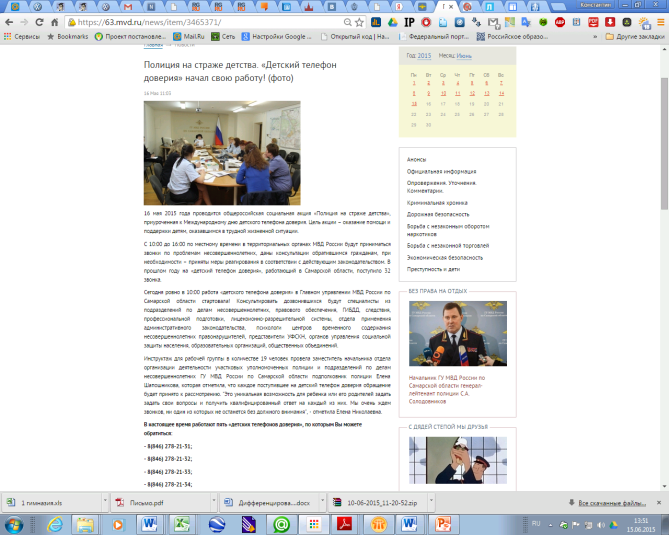 Константин
https://63.mvd.ru/news/item/3465371/
Сервисы Bookmarks Проект постановле... Mail.Ru Сеть Настройки Google ... Открытый код | На... Федеральный порт... Российское образо... » Другие закладки
Главная → Новости
Полиция на страже детства. «Детский телефон
доверия» начал свою работу! (фото)
16 Мая 11:05
16 мая 2015 года проводится общероссийская социальная акция «Полиция на страже детства»,
приуроченная к Международному дню детского телефона доверия. Цель акции – оказание помощи и
поддержки детям, оказавшимся в трудной жизненной ситуации.
С 10:00 до 16:00 по местному времени в территориальных органах МВД России будут приниматься
звонки по проблемам несовершеннолетних, даны консультации обратившимся гражданам, при
необходимости – приняты меры реагирования в соответствии с действующим законодательством. В
прошлом году на «детский телефон доверия», работающий в Самарской области, поступило 32
звонка.
Сегодня ровно в 10:00 работа «детского телефона доверия» в Главном управлении МВД России по
Самарской области стартовала! Консультировать дозвонившихся будут специалисты из
подразделений по делам несовершеннолетних, правового обеспечения, ГИБДД, следствия,
профессиональной подготовки, лицензионно-разрешительной системы, отдела применения
административного законодательства, психологи центров временного содержания
несовершеннолетних правонарушителей, представители УФСКН, органов управления социальной
защиты населения, образовательных организаций, общественных объединений.
Инструктаж для рабочей группы в количестве 19 человек провела заместитель начальника отдела
организации деятельности участковых уполномоченных полиции и подразделений по делам
несовершеннолетних ГУ МВД России по Самарской области подполковник полиции Елена
Шапошникова, которая отметила, что каждое поступившее на детский телефон доверия обращение
будет принято к рассмотрению: "Это уникальная возможность для ребенка или его родителей задать
задать свои вопросы и получить квалифицированный ответ на каждый из них. Мы очень ждем
звонков, ни один из которых не останется без должного внимания", - отметила Елена Николаевна.
В настоящее время работают пять «детских телефонов доверия», по которым Вы можете
обратиться:
- 8(846) 278-21-31;
- 8(846) 278-21-32;
- 8(846) 278-21-33;
- 8(846) 278-21-34;
Год: 2015 Месяц: Июнь
Пн Вт Ср Чт Пт Сб Вс
1 2 3 4 5 6 7
8 9 10 11 12 13 14
15 16 17 18 19 20 21
22 23 24 25 26 27 28
29 30
Анонсы
Официальная информация
Опровержения. Уточнения.
Комментарии.
Криминальная хроника
Дорожная безопасность
Борьба с незаконным оборотом
наркотиков
Борьба с незаконной торговлей
Экономическая безопасность
Преступность и дети
БЕЗ ПРАВА НА ОТДЫХ
Начальник ГУ МВД России по
Самарской области генерал-
лейтенант полиции С.А.
Солодовников
С ДЯДЕЙ СТЕПОЙ МЫ ДРУЗЬЯ
1 гимназия.xls Письмо.pdf Дифференцирова....docx 10-06-2015_11-20-52.zip Все скачанные файлы...
RU 13:51
15.06.2015